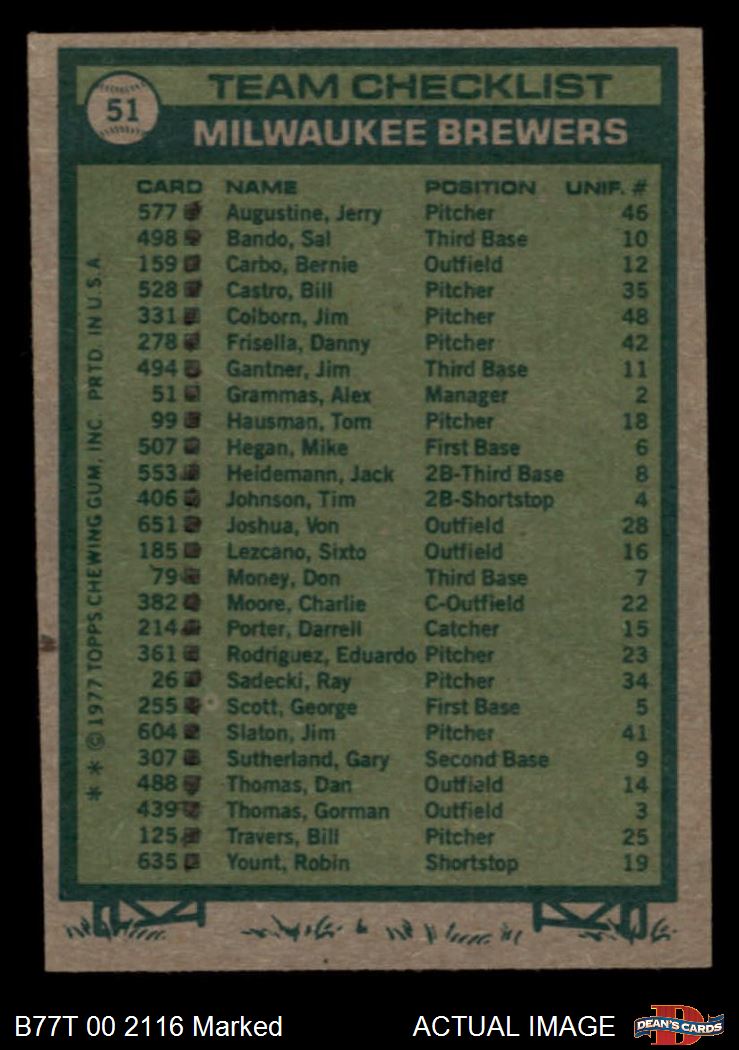 51
TEAM CHECKLIST
MILWAUKEE BREWERS
CARD NAME POSITION UNIF. #
577 Augustine, Jerry Pitcher 46
498 Bando, Sal Third Base 10
159 Carbo, Bernie Outfield 12
528 Castro, Bill Pitcher 35
331 Colborn, Jim Pitcher 48
278 Frisella, Danny Pitcher 42
494 Gantner, Jim Third Base 11
51 Grammas, Alex Manager 2
99 Hausman, Tom Pitcher 18
507 Hegan, Mike First Base 6
553 Heidemann, Jack 2B-Third Base 8
406 Johnson, Tim 2B-Shortstop 4
651 Joshua, Von Outfield 28
185 Lezcano, Sixto Outfield 16
79 Money, Don Third Base 7
382 Moore, Charlie C-Outfield 22
214 Porter, Darrell Catcher 15
361 Rodriguez, Eduardo Pitcher 23
26 Sadecki, Ray Pitcher 34
255 Scott, George First Base 5
604 Slaton, Jim Pitcher 41
307 Sutherland, Gary Second Base 9
488 Thomas, Dan Outfield 14
439 Thomas, Gorman Outfield 3
125 Travers, Bill Pitcher 25
635 Yount, Robin Shortstop 19
* * © 1977 TOPPS CHEWING GUM, INC. PRTD. IN U.S.A.
B77T 00 2116 Marked ACTUAL IMAGE
D
DEAN'S CARDS